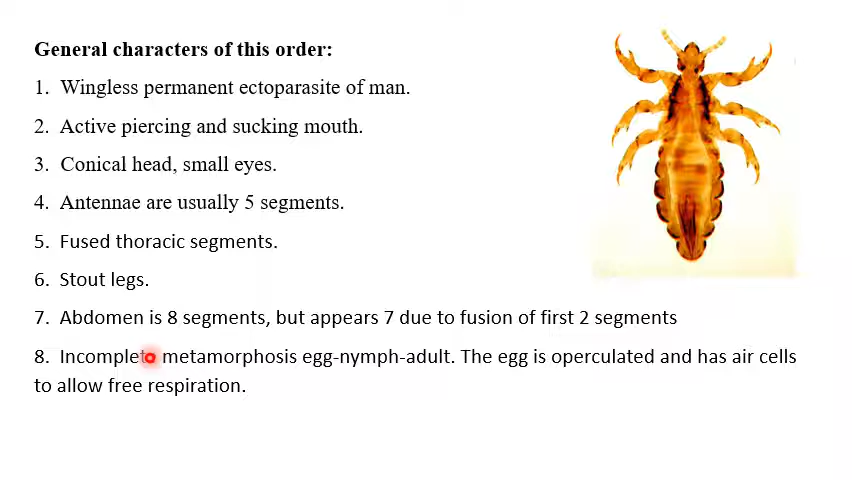 General characters of this order:
1. Wingless permanent ectoparasite of man.
2. Active piercing and sucking mouth.
3. Conical head, small eyes.
4. Antennae are usually 5 segments.
5. Fused thoracic segments.
6. Stout legs.
7. Abdomen is 8 segments, but appears 7 due to fusion of first 2 segments
8. Incomplete metamorphosis egg-nymph-adult. The egg is operculated and has air cells
to allow free respiration.